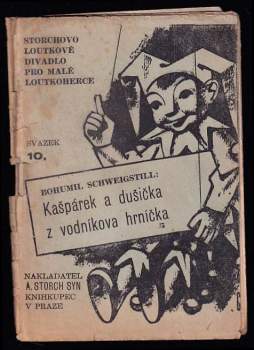 STORCHOVO
LOUTKOVÉ
DIVADLO
PRO MALÉ
LOUTKOHERCE
SVAZEK
10.
BOHUMIL SCHWEIGSTILL:
Kašpárek a dušička
z vodníkova hrníčka
NAKLADATEL
A. STORCH SYN
KNIHKUPEC
V PRAZE